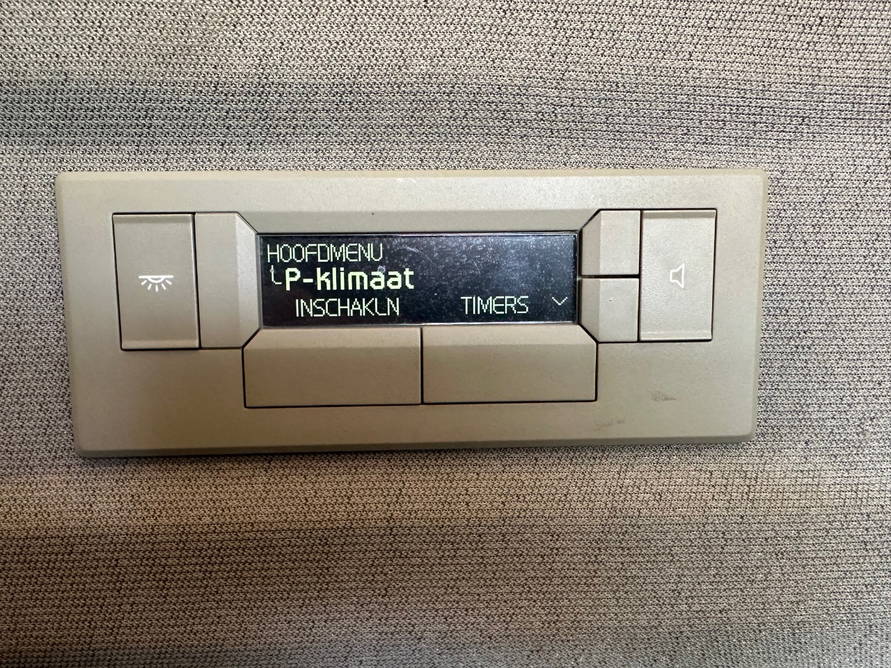 HOOFDMENU
P-klimaat
INSCHAKLN TIMERS